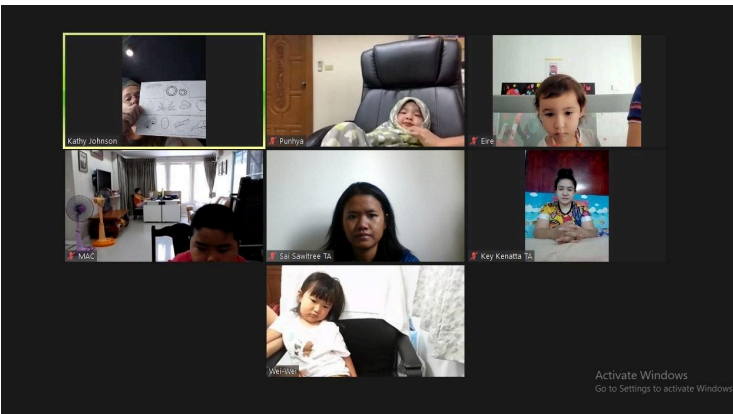 Kathy Johnson
Punhya
Eire
MAC
Sai Sawitree TA
Key Kenatta TA
Wei-Wei
Activate Windows
Go to Settings to activate Windows